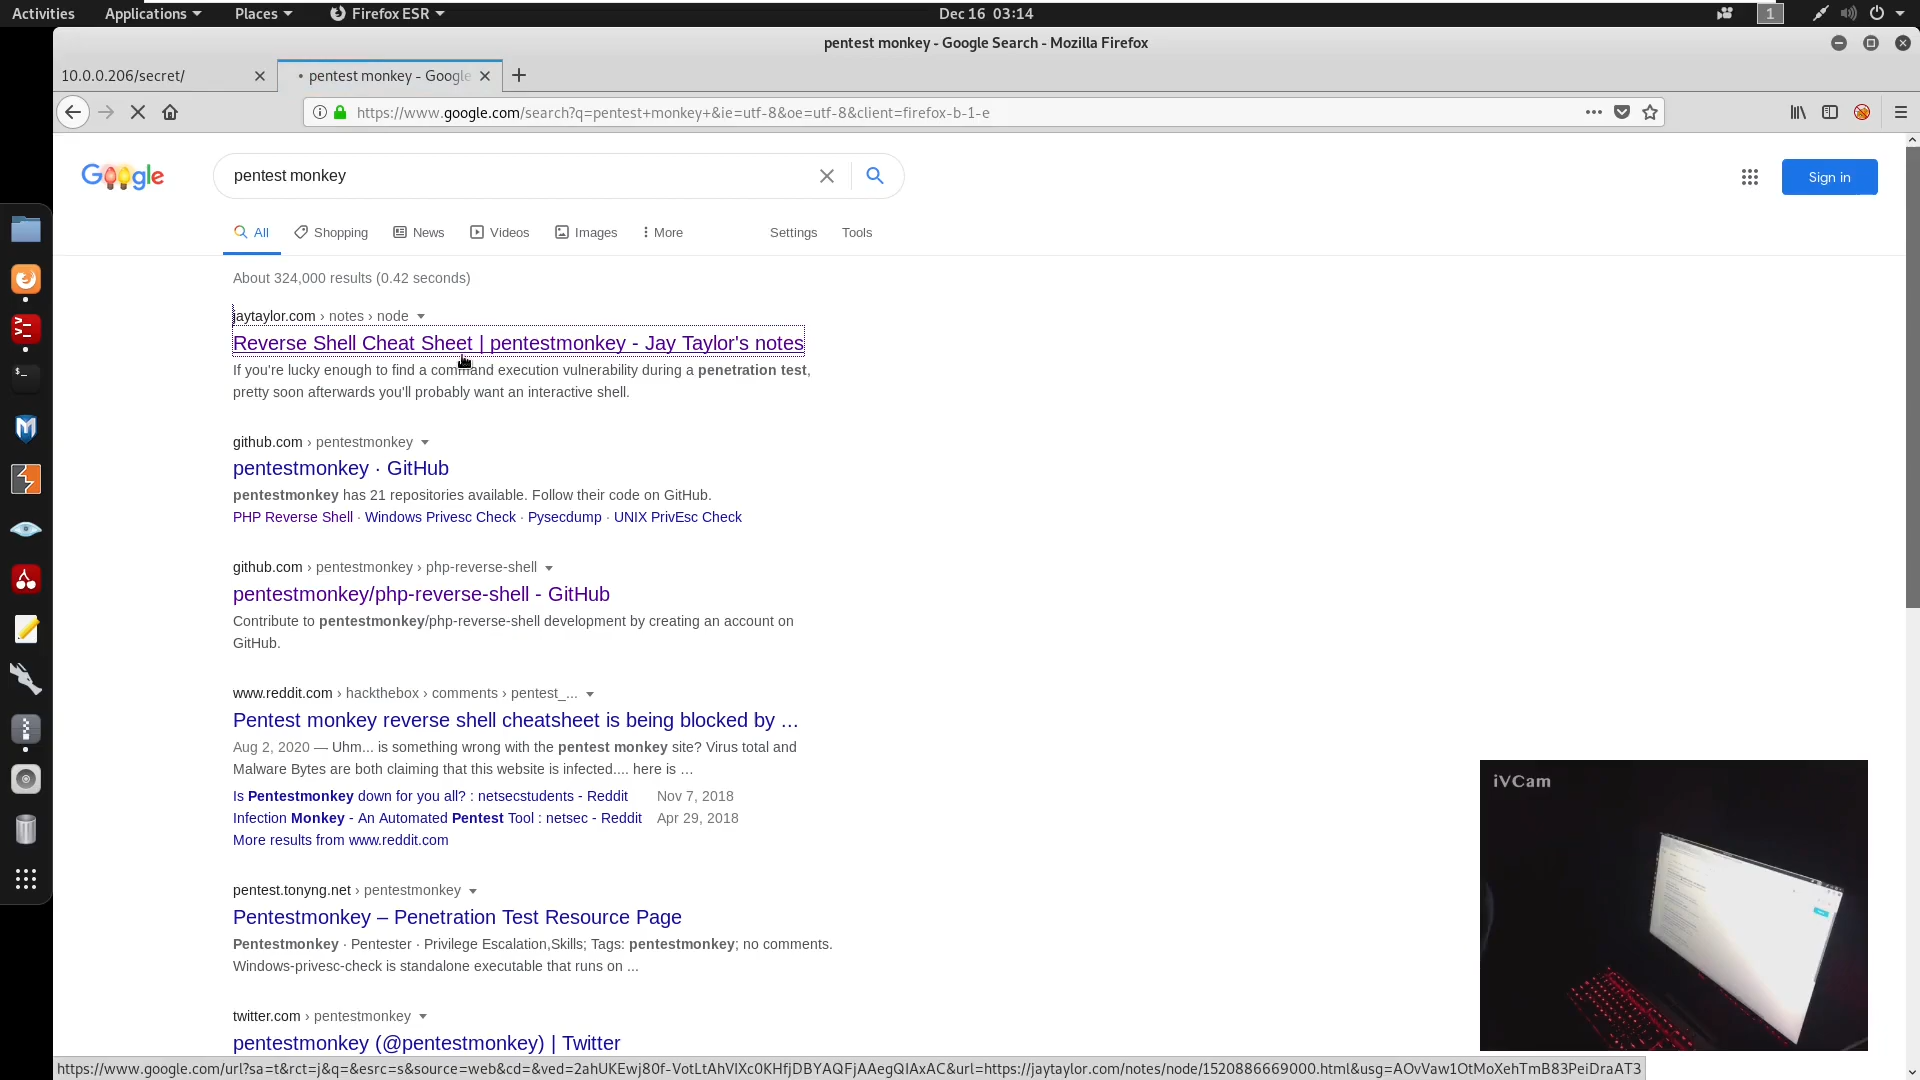 Activities Applications Places Firefox ESR Dec 16 03:14 1
pentest monkey - Google Search - Mozilla Firefox
10.0.0.206/secret/ pentest monkey - Google
https://www.google.com/search?q=pentest+monkey+&ie=utf-8&oe=utf-8&client=firefox-b-1-e
Google pentest monkey Sign in
All Shopping News Videos Images More Settings Tools
About 324,000 results (0.42 seconds)
jaytaylor.com › notes › node
Reverse Shell Cheat Sheet | pentestmonkey - Jay Taylor's notes
If you're lucky enough to find a command execution vulnerability during a penetration test,
pretty soon afterwards you'll probably want an interactive shell.
github.com › pentestmonkey
pentestmonkey · GitHub
pentestmonkey has 21 repositories available. Follow their code on GitHub.
PHP Reverse Shell · Windows Privesc Check · Pysecdump · UNIX PrivEsc Check
github.com › pentestmonkey › php-reverse-shell
pentestmonkey/php-reverse-shell - GitHub
Contribute to pentestmonkey/php-reverse-shell development by creating an account on
GitHub.
www.reddit.com › hackthebox › comments › pentest_...
Pentest monkey reverse shell cheatsheet is being blocked by ...
Aug 2, 2020 — Uhm... is something wrong with the pentest monkey site? Virus total and
Malware Bytes are both claiming that this website is infected.... here is ...
Is Pentestmonkey down for you all? : netsecstudents - Reddit Nov 7, 2018
Infection Monkey - An Automated Pentest Tool : netsec - Reddit Apr 29, 2018
More results from www.reddit.com
iVCam
pentest.tonyng.net › pentestmonkey
Pentestmonkey – Penetration Test Resource Page
Pentestmonkey · Pentester · Privilege Escalation,Skills; Tags: pentestmonkey; no comments.
Windows-privesc-check is standalone executable that runs on ...
twitter.com › pentestmonkey
pentestmonkey (@pentestmonkey) | Twitter
https://www.google.com/url?sa=t&rct=j&q=&esrc=s&source=web&cd=&ved=2ahUKEwj80f-VotLtAhVIXc0KHfjDBYAQFjAAegQIAxAC&url=https://jaytaylor.com/notes/node/1520886669000.html&usg=AOvVaw1OtMoXehTmB83PeiDraAT3